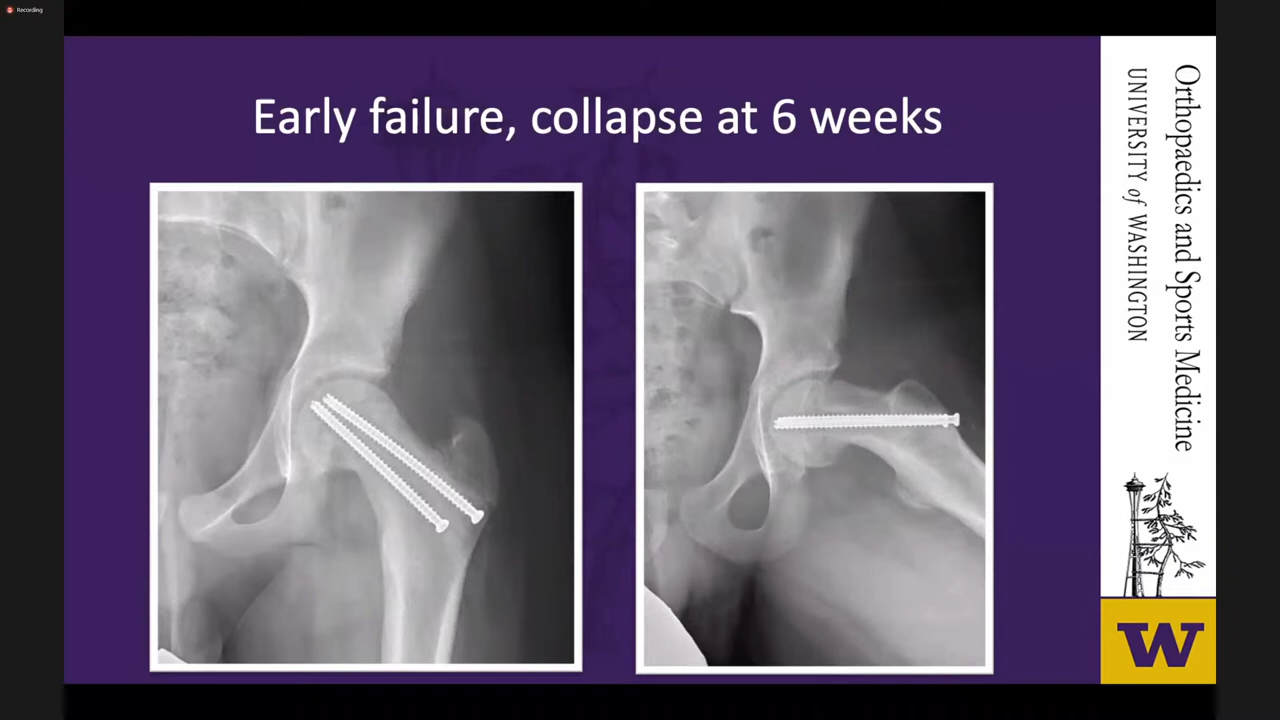 Recording
Early failure, collapse at 6 weeks
Orthopaedics and Sports Medicine
UNIVERSITY of WASHINGTON
W